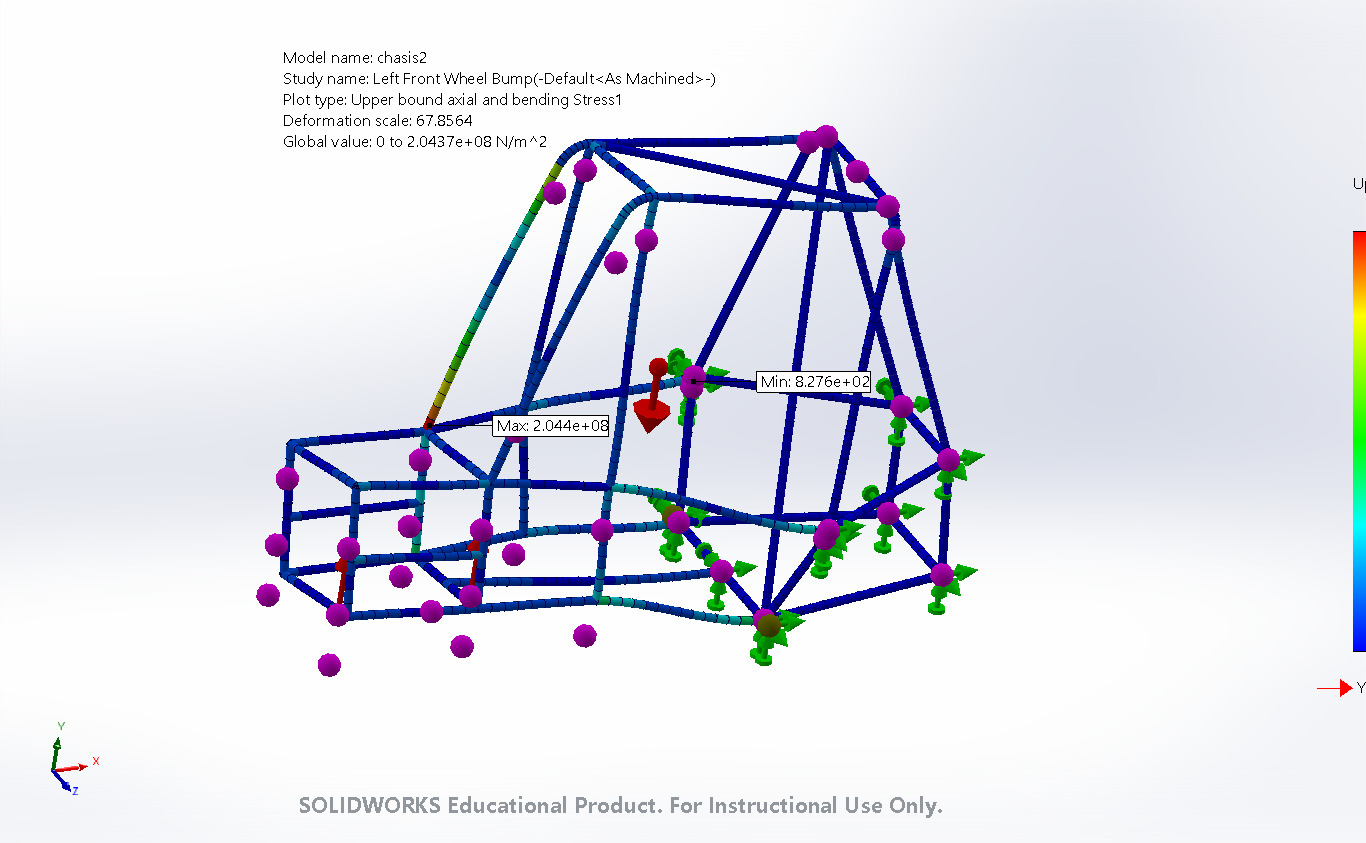 Model name: chasis2
Study name: Left Front Wheel Bump(-Default<As Machined>-)
Plot type: Upper bound axial and bending Stress1
Deformation scale: 67.8564
Global value: 0 to 2.0437e+08 N/m^2
Min: 8.276e+02
Max: 2.044e+08
Y
X
Z
SOLIDWORKS Educational Product. For Instructional Use Only.